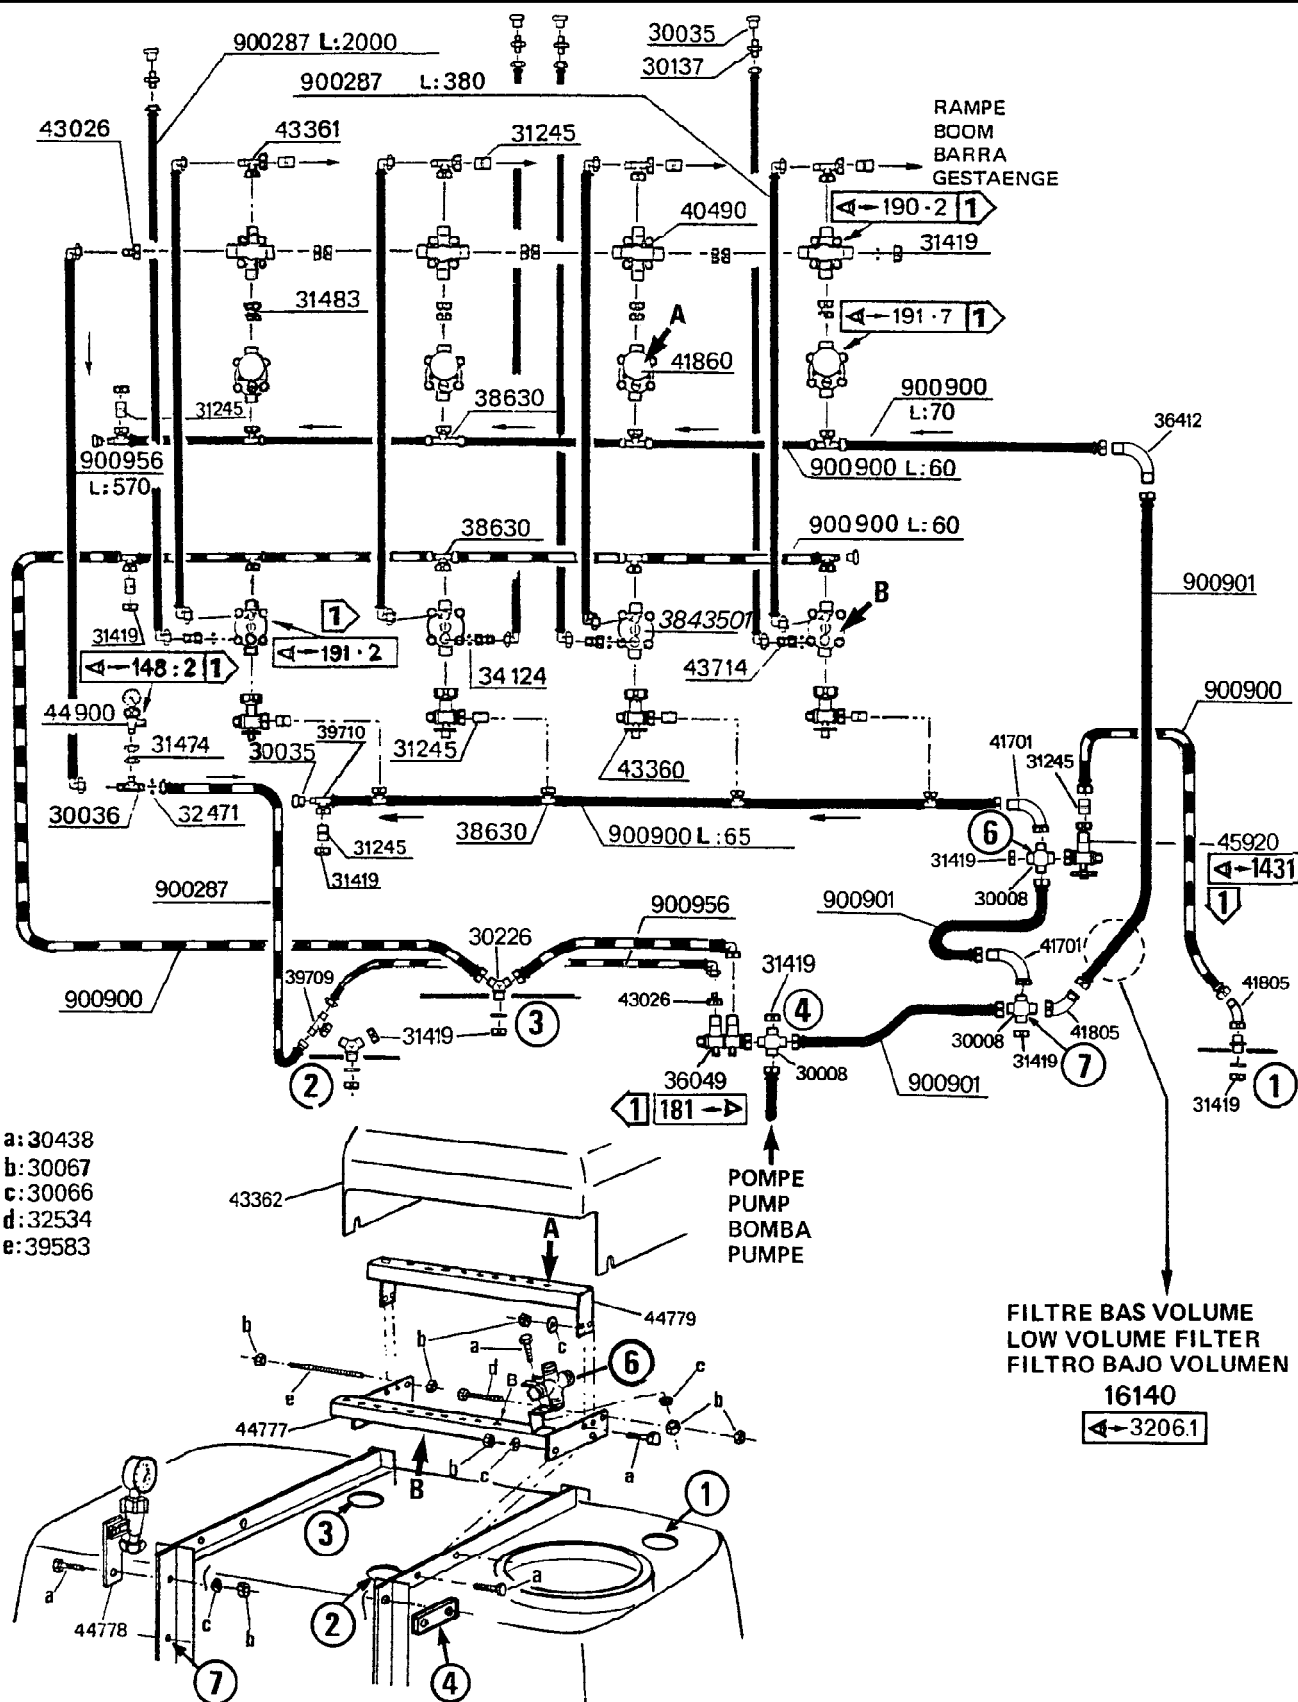 900287 L:2000
30035
30137
900287 L:380
RAMPE
BOOM
BARRA
GESTAENGE
43026
43361
31245
190·2 1
40490
31419
31483
191·7 1
A
41860
900900
L:70
38630
31245
36412
900956
L:570
900900 L:60
38630
900900 L:60
900901
B
1
3843501
31419
191·2
148:2 1
34124
43714
900900
44900
31474
39710
30035
31245
43360
41701
31245
30036
32471
38630
900900 L:65
6
31419
45920
1431
31245
31419
30008
1
900287
900956
900901
30226
41701
39709
31419
900900
43026
4
41805
3
31419
30008
41805
31419
7
2
36049
30008
900901
31419
1
1 181
a:30438
b:30067
c:30066
d:32534
e:39583
43362
POMPE
PUMP
BOMBA
PUMPE
A
44779
FILTRE BAS VOLUME
LOW VOLUME FILTER
FILTRO BAJO VOLUMEN
16140
3206.1
b
b
a
c
6
d
B
c
e
b
44777
b
c
a
B
1
3
a
a
2
c
b
44778
4
7